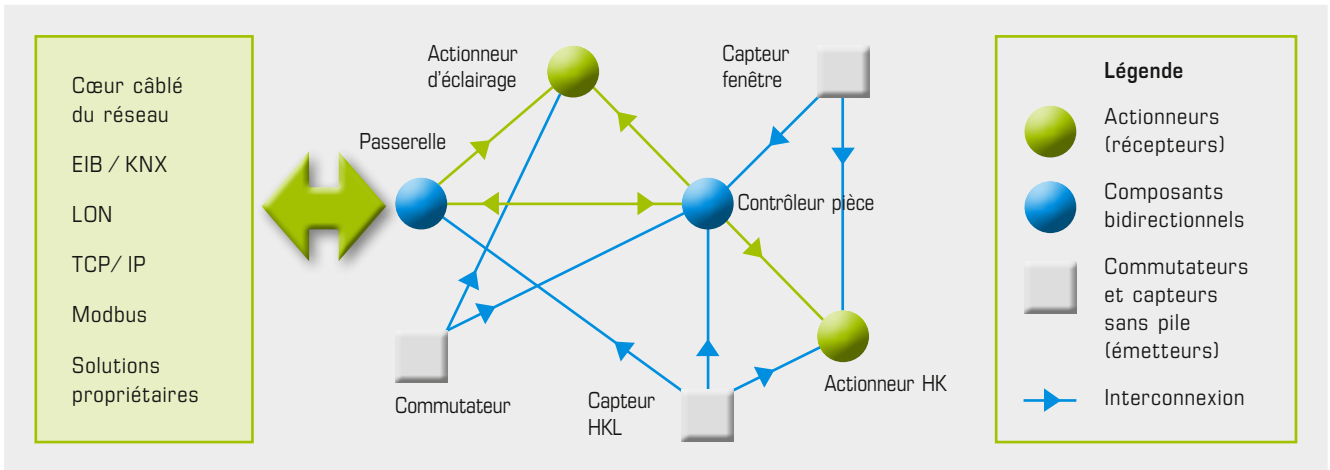 Cœur câblé
du réseau
EIB / KNX
LON
TCP/ IP
Modbus
Solutions
propriétaires
Actionneur
d'éclairage
Passerelle
Capteur
fenêtre
Contrôleur pièce
Commutateur
Capteur
HKL
Actionneur HK
Légende
Actionneurs
(récepteurs)
Composants
bidirectionnels
Commutateurs
et capteurs
sans pile
(émetteurs)
Interconnexion